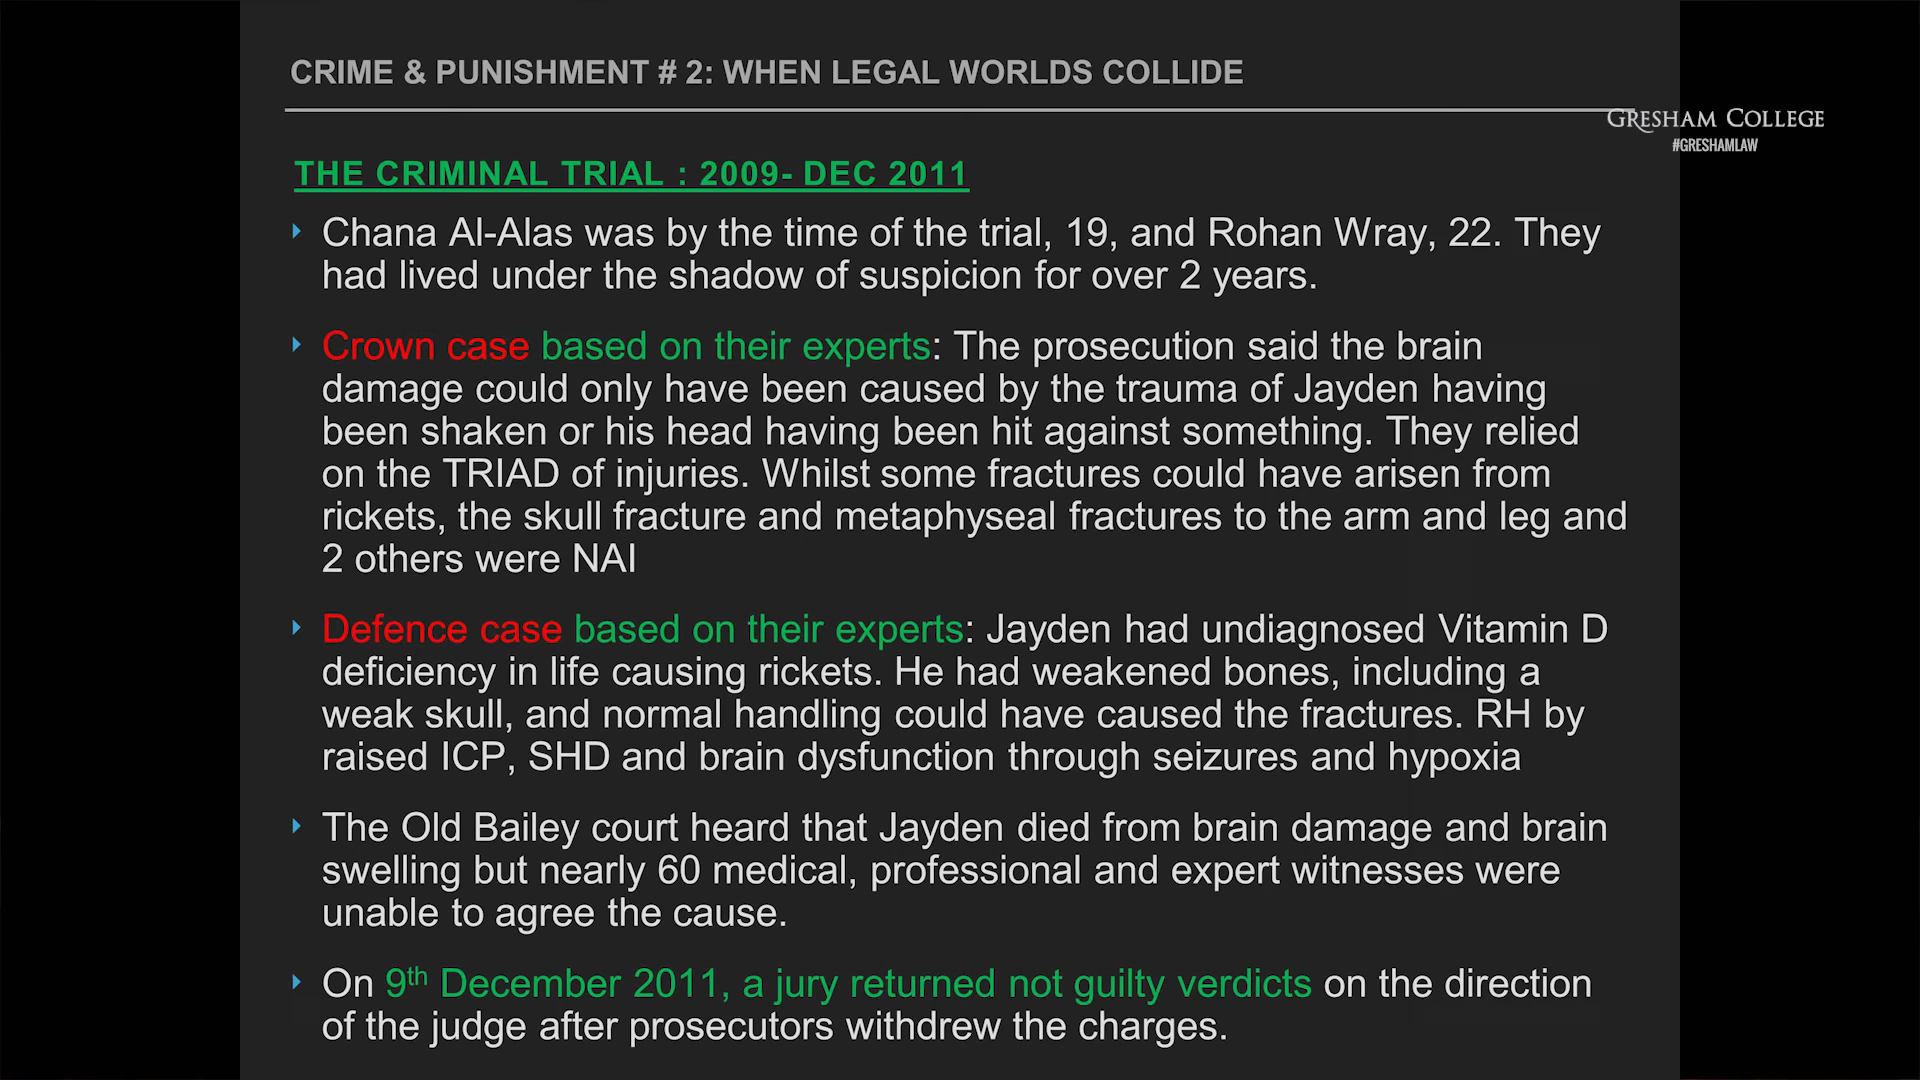 CRIME & PUNISHMENT # 2: WHEN LEGAL WORLDS COLLIDE
GRESHAM COLLEGE
#GRESHAMLAW
THE CRIMINAL TRIAL : 2009- DEC 2011
Chana Al-Alas was by the time of the trial, 19, and Rohan Wray, 22. They
had lived under the shadow of suspicion for over 2 years.
Crown case based on their experts: The prosecution said the brain
damage could only have been caused by the trauma of Jayden having
been shaken or his head having been hit against something. They relied
on the TRIAD of injuries. Whilst some fractures could have arisen from
rickets, the skull fracture and metaphyseal fractures to the arm and leg and
2 others were NAI
Defence case based on their experts: Jayden had undiagnosed Vitamin D
deficiency in life causing rickets. He had weakened bones, including a
weak skull, and normal handling could have caused the fractures. RH by
raised ICP, SHD and brain dysfunction through seizures and hypoxia
The Old Bailey court heard that Jayden died from brain damage and brain
swelling but nearly 60 medical, professional and expert witnesses were
unable to agree the cause.
On 9th December 2011, a jury returned not guilty verdicts on the direction
of the judge after prosecutors withdrew the charges.